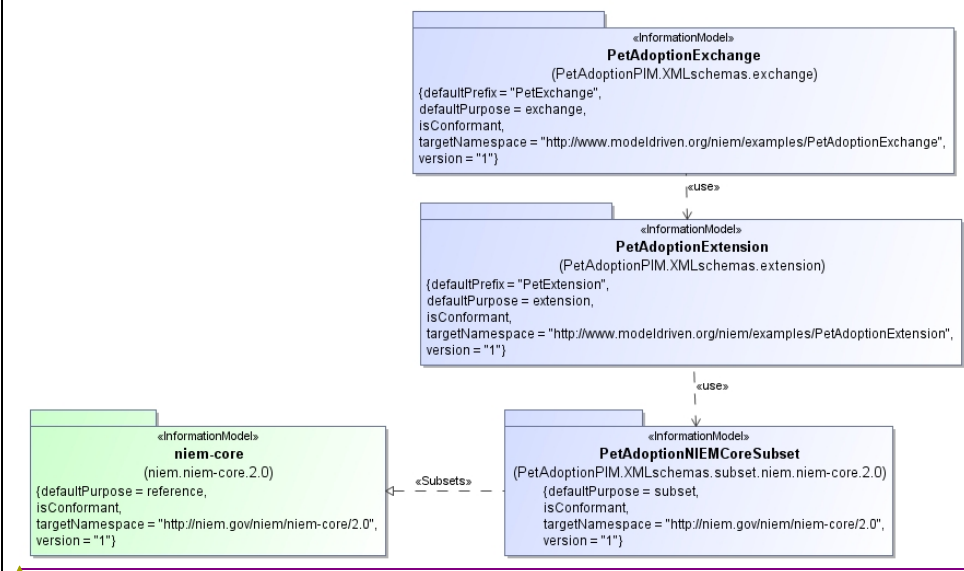 «InformationModel»
PetAdoptionExchange
(PetAdoptionPIM.XMLschemas.exchange)
{defaultPrefix = "PetExchange",
defaultPurpose = exchange,
isConformant,
targetNamespace = "http://www.modeldriven.org/niem/examples/PetAdoptionExchange",
version = "1"}
«use»
«InformationModel»
PetAdoptionExtension
(PetAdoptionPIM.XMLschemas.extension)
{defaultPrefix = "PetExtension",
defaultPurpose = extension,
isConformant,
targetNamespace = "http://www.modeldriven.org/niem/examples/PetAdoptionExtension",
version = "1"}
«use»
«InformationModel»
niem-core
(niem.niem-core.2.0)
{defaultPurpose = reference,
isConformant,
targetNamespace = "http://niem.gov/niem/niem-core/2.0",
version = "1"}
«Subsets»
«InformationModel»
PetAdoptionNIEMCoreSubset
(PetAdoptionPIM.XMLschemas.subset.niem.niem-core.2.0)
{defaultPurpose = subset,
isConformant,
targetNamespace = "http://niem.gov/niem/niem-core/2.0",
version = "1"}